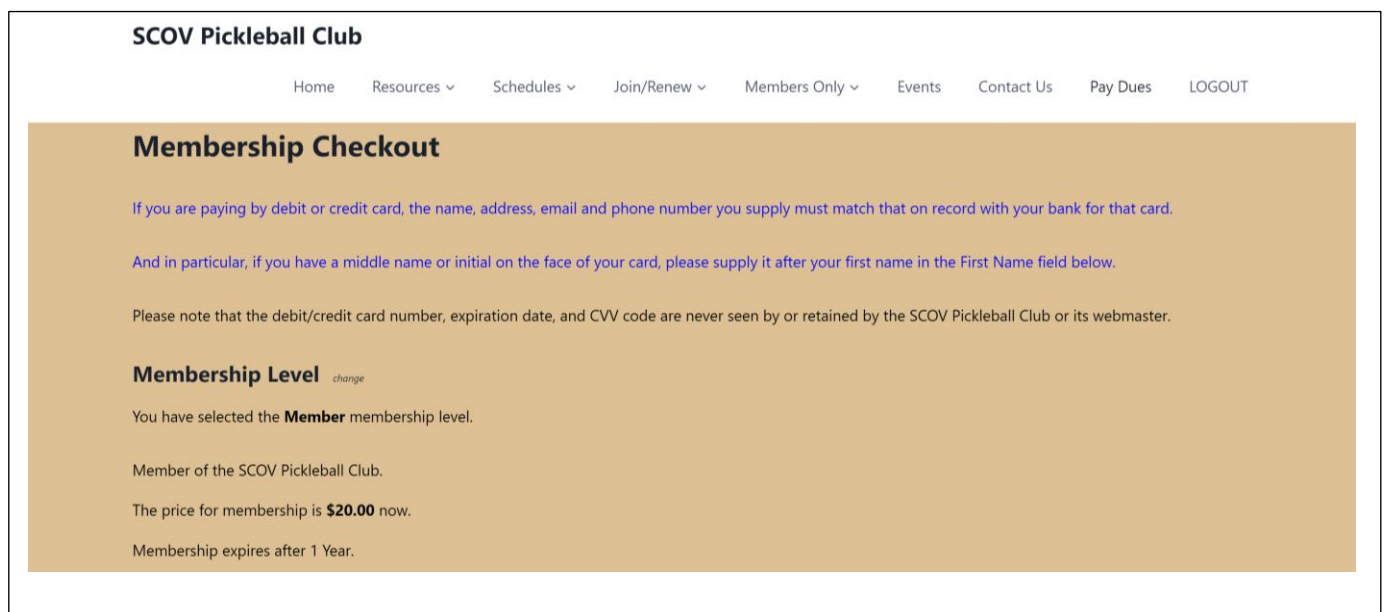 SCOV Pickleball Club
Home Resources Schedules Join/Renew Members Only Events Contact Us Pay Dues LOGOUT
Membership Checkout
If you are paying by debit or credit card, the name, address, email and phone number you supply must match that on record with your bank for that card.
And in particular, if you have a middle name or initial on the face of your card, please supply it after your first name in the First Name field below.
Please note that the debit/credit card number, expiration date, and CVV code are never seen by or retained by the SCOV Pickleball Club or its webmaster.
Membership Level change
You have selected the Member membership level.
Member of the SCOV Pickleball Club.
The price for membership is $20.00 now.
Membership expires after 1 Year.